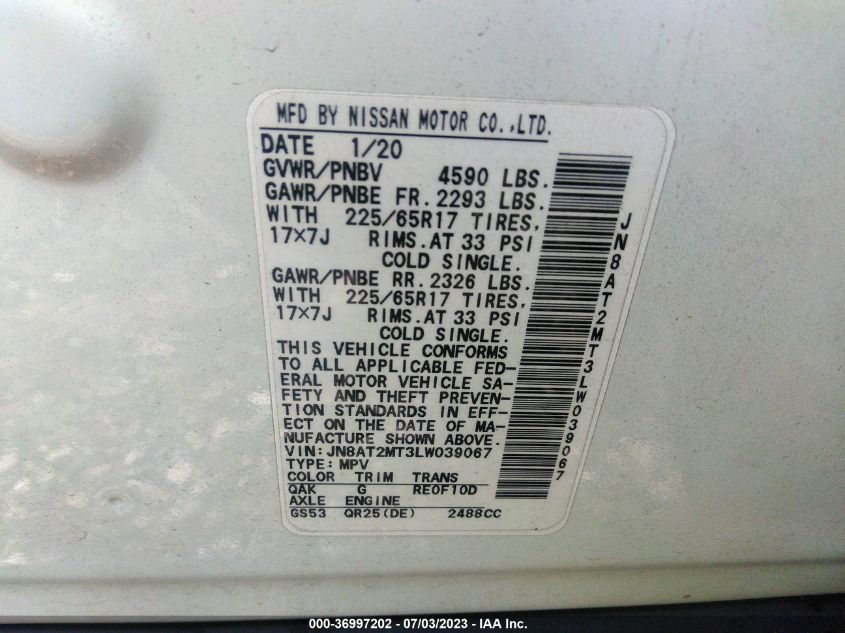 MFD BY NISSAN MOTOR CO.,LTD.
DATE 1/20
GVWR/PNBV 4590 LBS.
GAWR/PNBE FR. 2293 LBS.
WITH 225/65R17 TIRES,
17×7J RIMS.AT 33 PSI
COLD SINGLE.
GAWR/PNBE RR. 2326 LBS.
WITH 225/65R17 TIRES,
17×7J RIMS.AT 33 PSI
COLD SINGLE.
THIS VEHICLE CONFORMS
TO ALL APPLICABLE FED-
ERAL MOTOR VEHICLE SA-
FETY AND THEFT PREVEN-
TION STANDARDS IN EFF-
ECT ON THE DATE OF MA-
NUFACTURE SHOWN ABOVE.
VIN: JN8AT2MT3LW039067
TYPE: MPV
COLOR TRIM TRANS
QAK G RE0F10D
AXLE ENGINE
GS53 QR25(DE) 2488CC
JN8AT2MT3LW039067
000-36997202 - 07/03/2023 - IAA Inc.